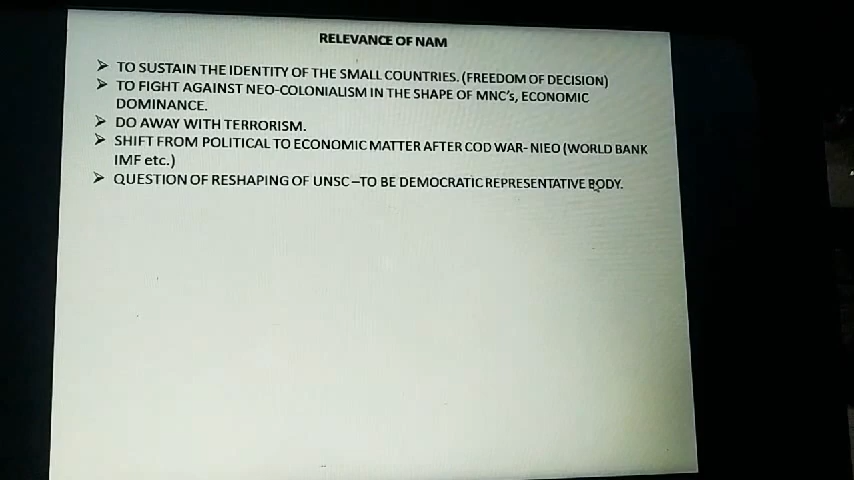 RELEVANCE OF NAM
➢ TO SUSTAIN THE IDENTITY OF THE SMALL COUNTRIES. (FREEDOM OF DECISION)
➢ TO FIGHT AGAINST NEO-COLONIALISM IN THE SHAPE OF MNC's, ECONOMIC
DOMINANCE.
➢ DO AWAY WITH TERRORISM.
➢ SHIFT FROM POLITICAL TO ECONOMIC MATTER AFTER COD WAR- NIEO (WORLD BANK
IMF etc.)
➢ QUESTION OF RESHAPING OF UNSC –TO BE DEMOCRATIC REPRESENTATIVE BODY.